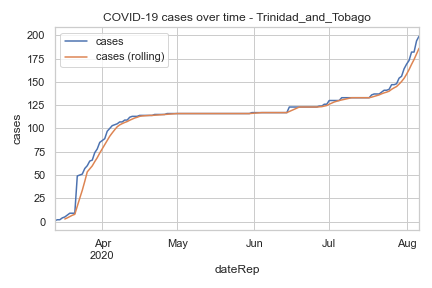 COVID-19 cases over time - Trinidad_and_Tobago
cases
cases (rolling)
200
175
150
125
100
75
50
25
0
cases
Apr May Jun Jul Aug
2020
dateRep